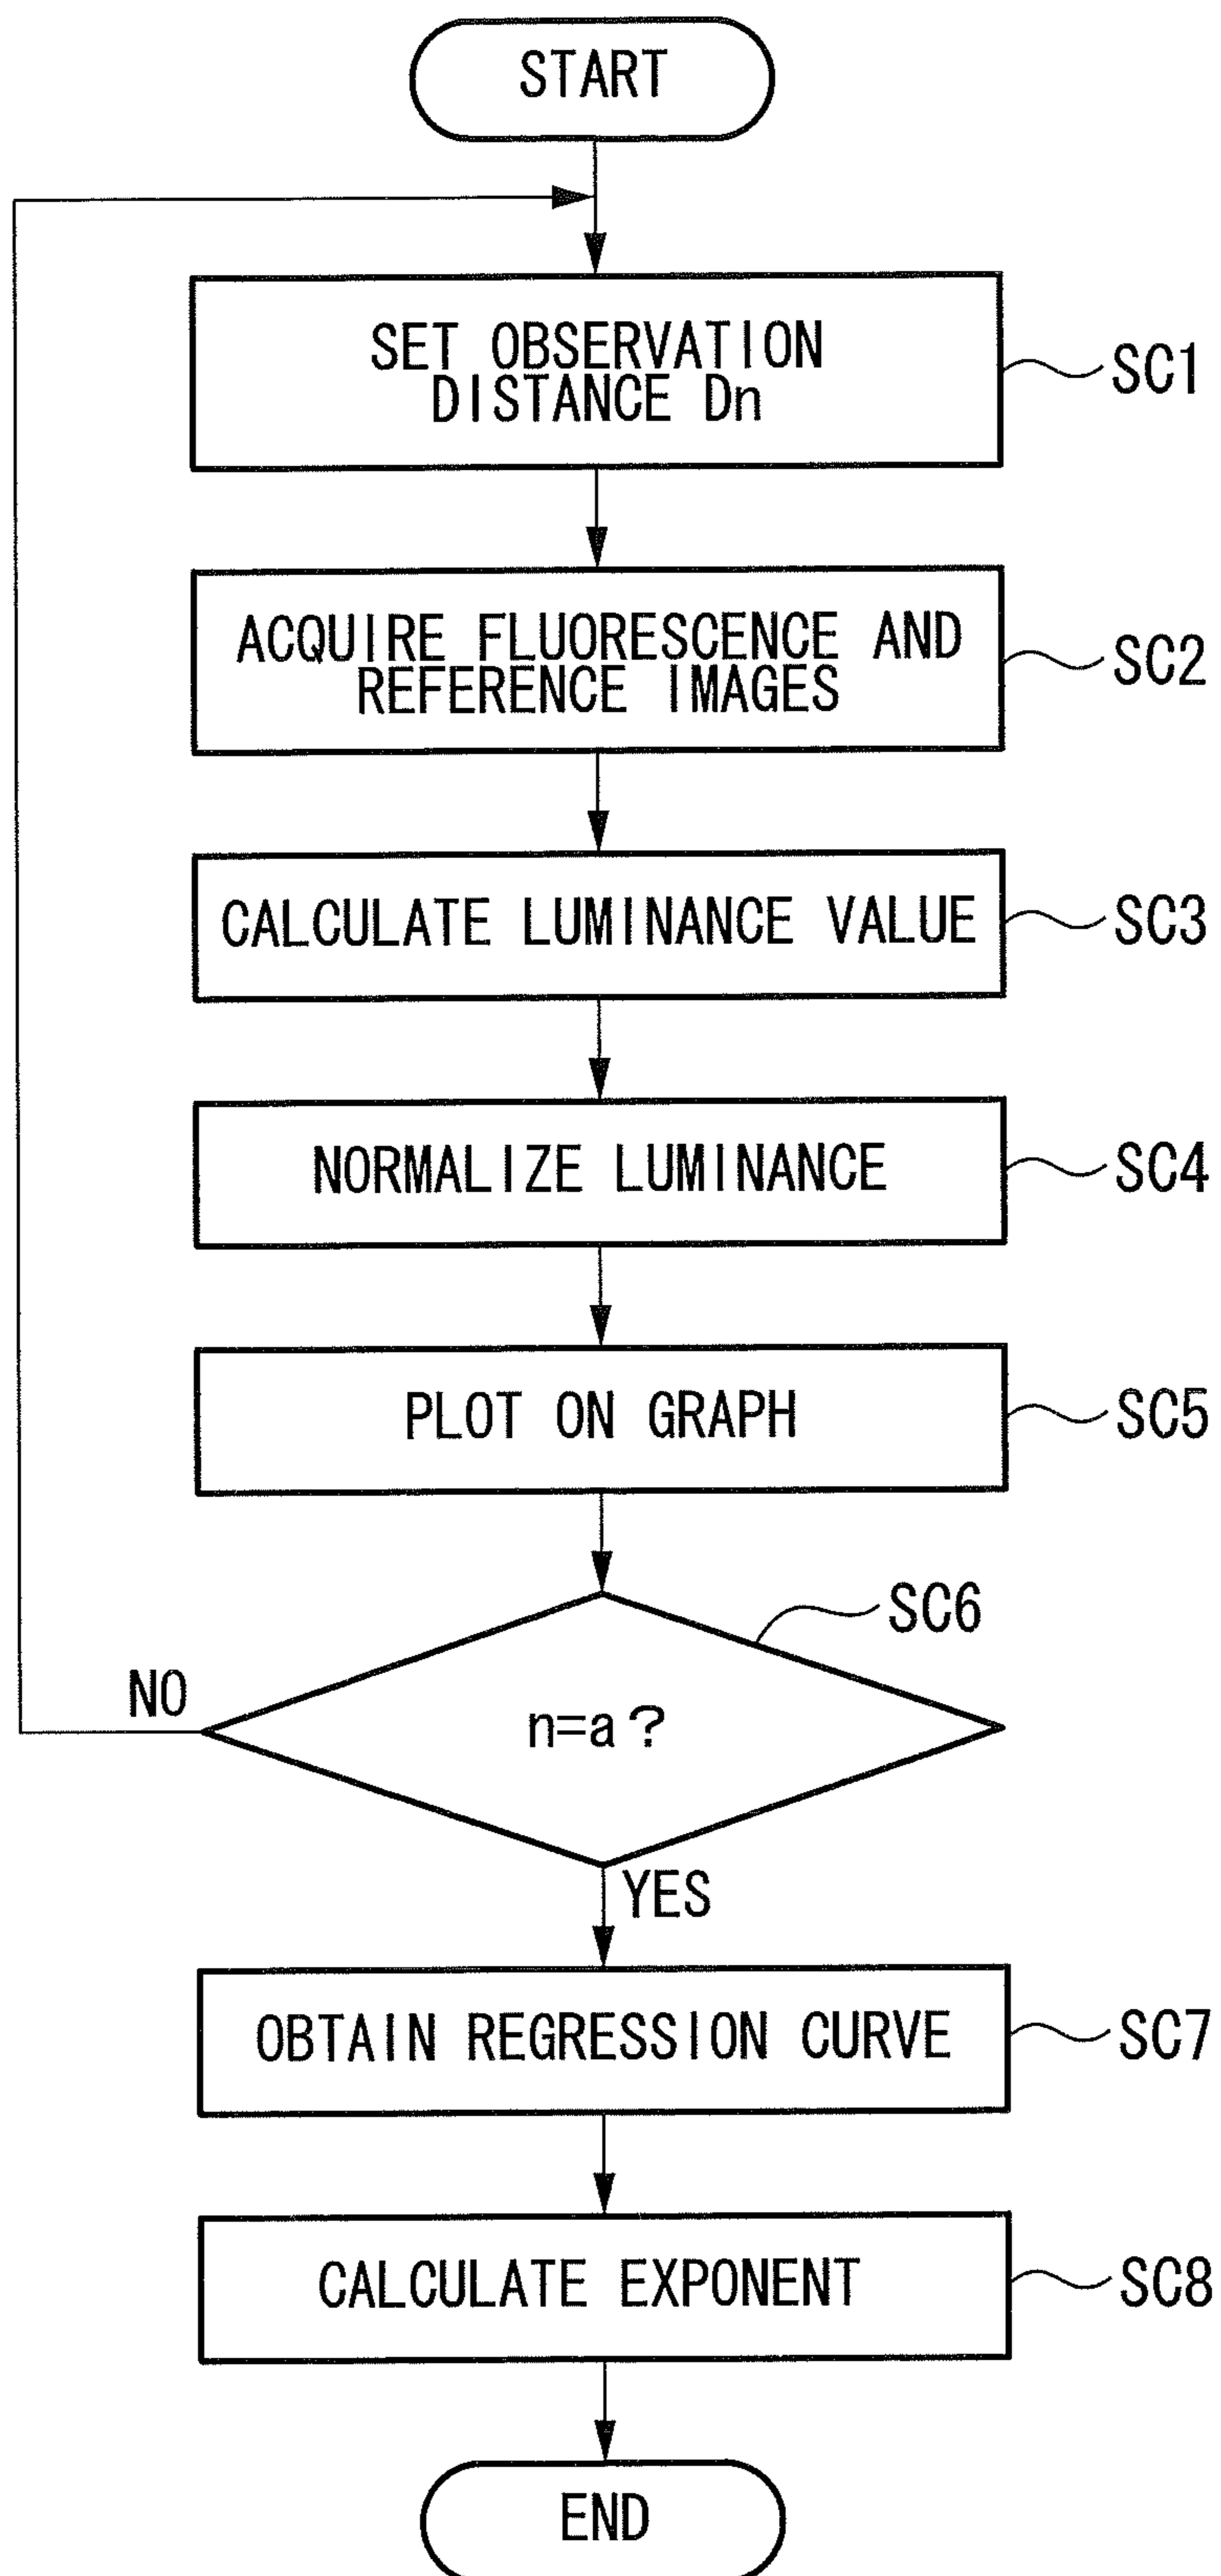 START
SET OBSERVATION
DISTANCE Dn
SC1
ACQUIRE FLUORESCENCE AND
REFERENCE IMAGES
SC2
CALCULATE LUMINANCE VALUE
SC3
NORMALIZE LUMINANCE
SC4
PLOT ON GRAPH
SC5
SC6
NO
n=a?
YES
OBTAIN REGRESSION CURVE
SC7
CALCULATE EXPONENT
SC8
END